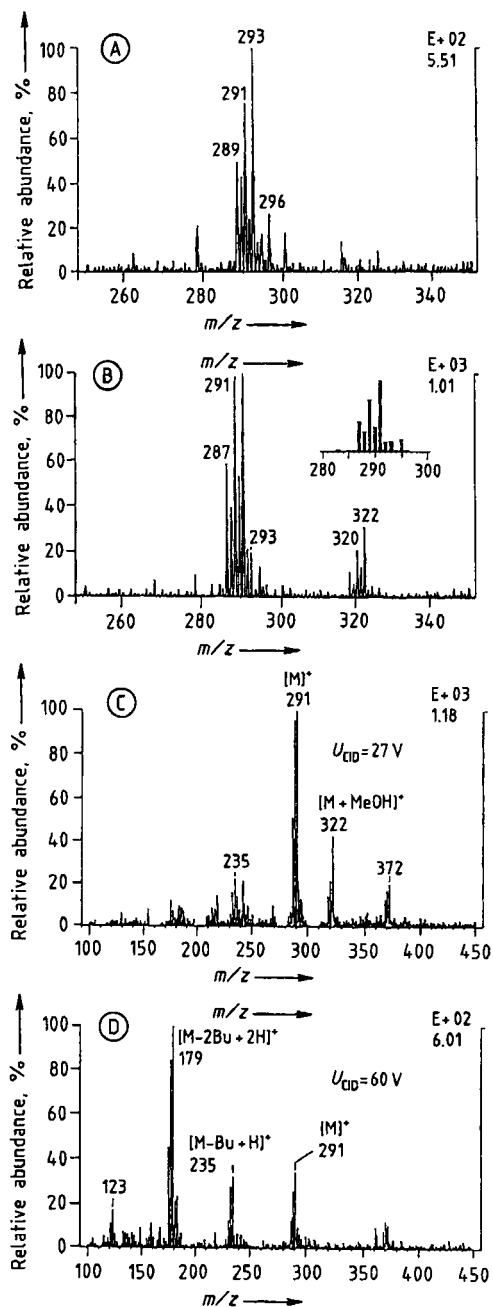 A
E+02
5.51
Relative abundance, %
100
80
60
40
20
0
293
291
289
296
260
280
300
320
340
m/z
m/z
B
E+03
1.01
Relative abundance, %
100
80
60
40
20
0
291
287
293
322
320
280
290
300
260
280
300
320
340
m/z
C
[M]+
291
E+03
1.18
UCID=27 V
[M+MeOH]+
322
Relative abundance, %
100
80
60
40
20
0
235
372
100
150
200
250
300
350
400
450
m/z
m/z
D
[M-2Bu+2H]+
179
E+02
6.01
UCID=60 V
[M-Bu+H]+
235
[M]+
291
Relative abundance, %
100
80
60
40
20
0
123
100
150
200
250
300
350
400
450
m/z